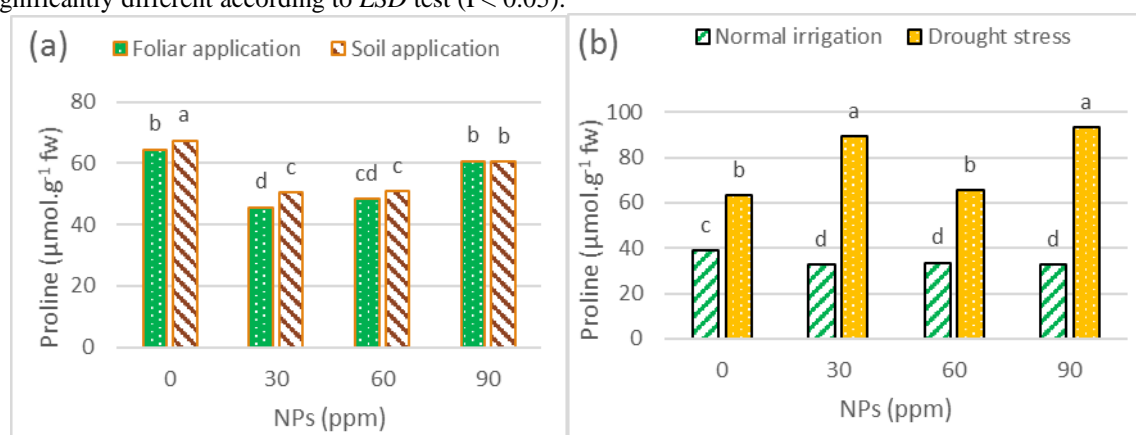 significantly different according to LSD test (P< 0.05).
(a) Foliar application Soil application
Proline (µmol.g-1 fw)
80
60
40
20
0
b a d c cd c b b
0 30 60 90
NPs (ppm)
(b) Normal irrigation Drought stress
Proline (µmol.g-1 fw)
100
80
60
40
20
0
c b d a d b d a
0 30 60 90
NPs (ppm)